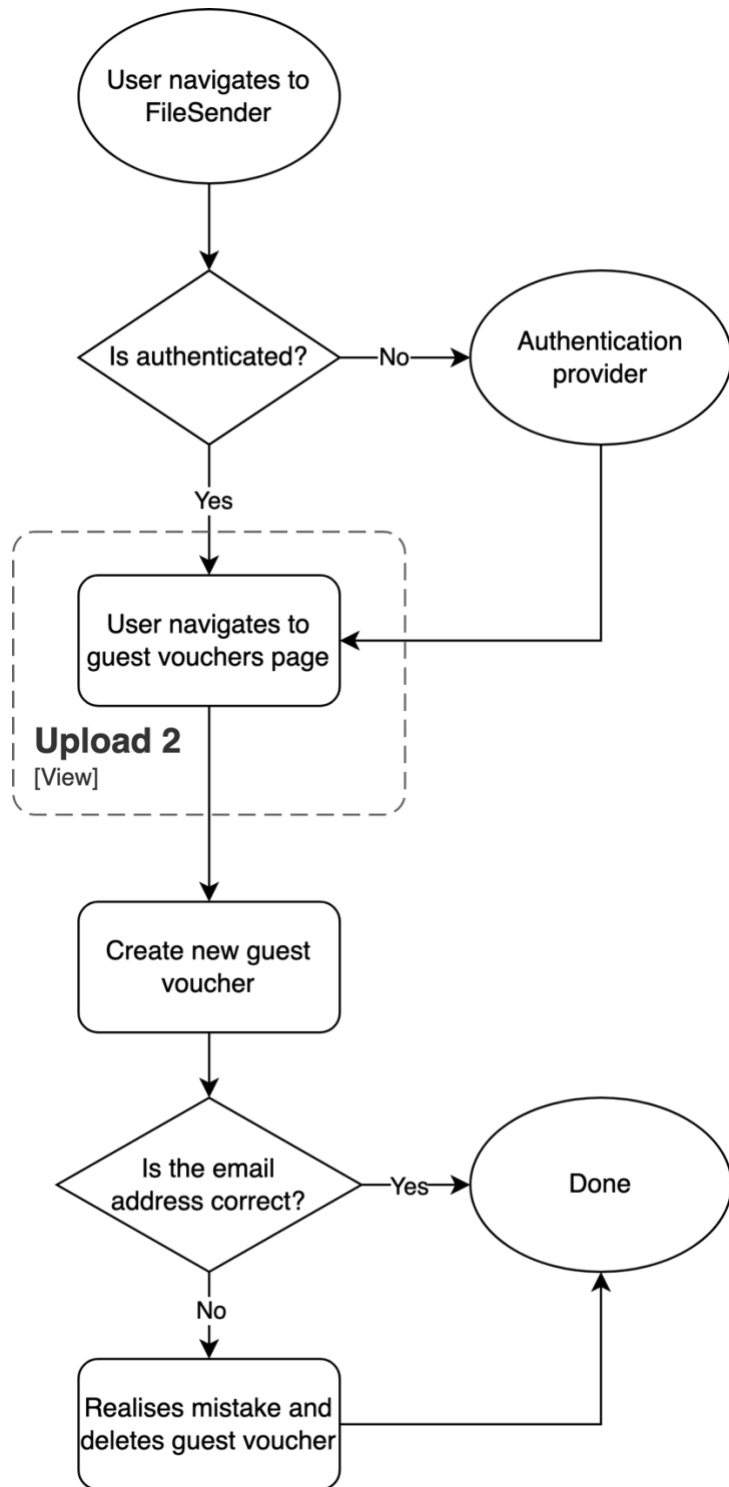 User navigates to
FileSender
Is authenticated?
No
Authentication
provider
Yes
User navigates to
guest vouchers page
Upload 2
[View]
Create new guest
voucher
Is the email
address correct?
Yes
Done
No
Realises mistake and
deletes guest voucher